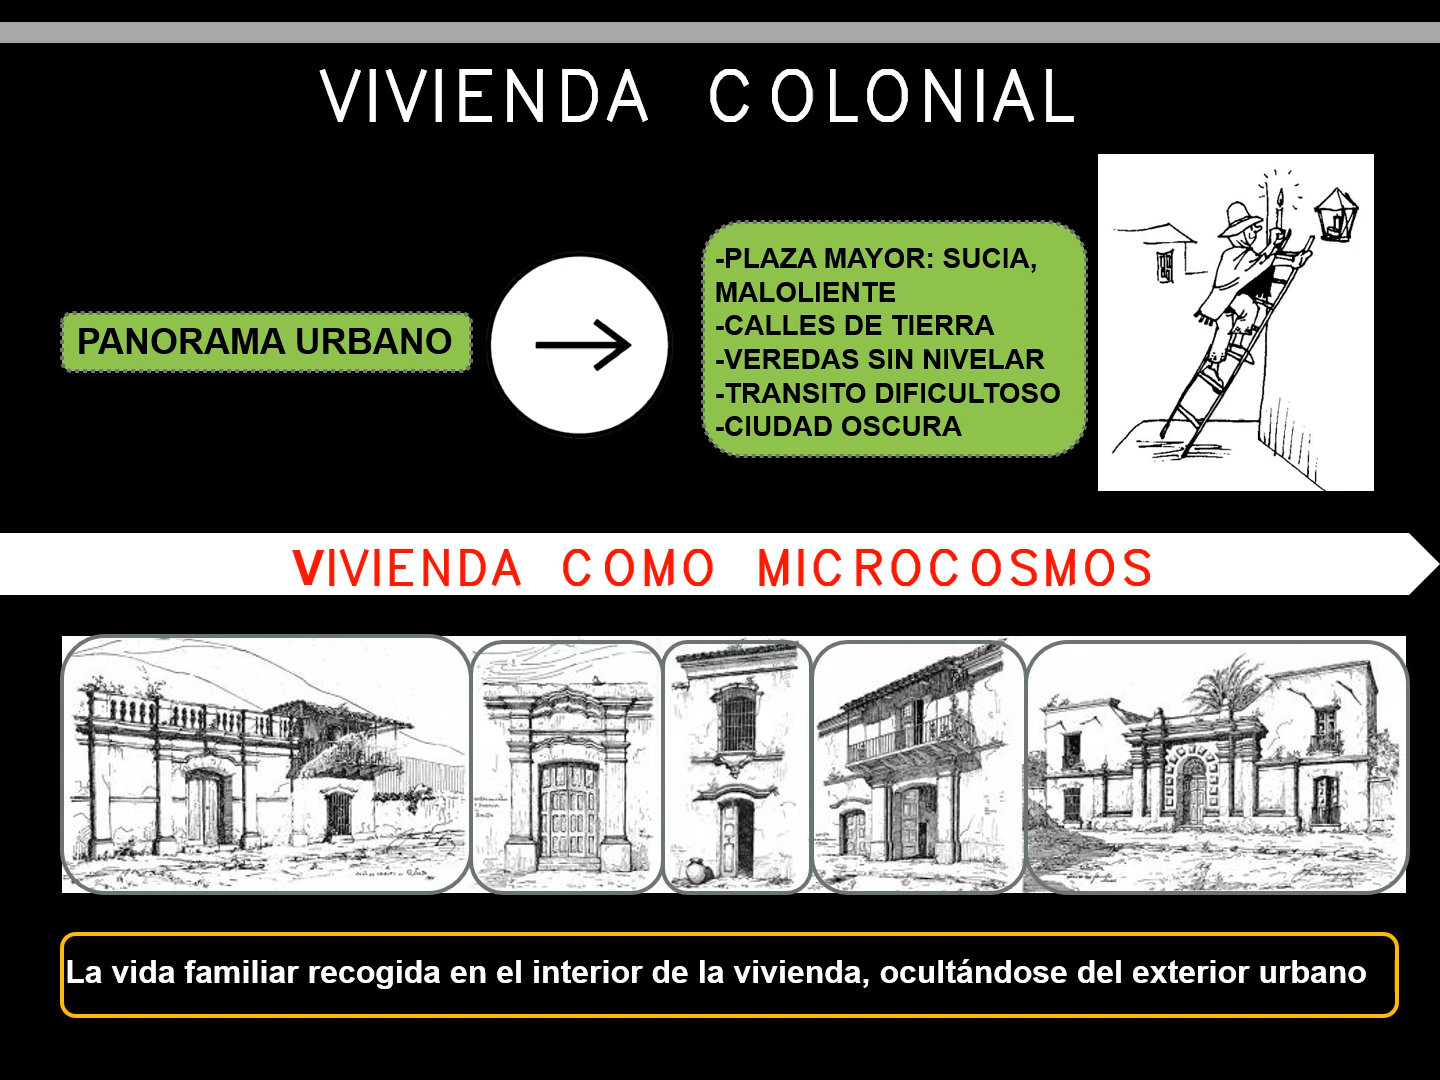 VIVIENDA COLONIAL
PANORAMA URBANO
-PLAZA MAYOR: SUCIA,
MALOLIENTE
-CALLES DE TIERRA
-VEREDAS SIN NIVELAR
-TRANSITO DIFICULTOSO
-CIUDAD OSCURA
VIVIENDA COMO MICROCOSMOS
La vida familiar recogida en el interior de la vivienda, ocultándose del exterior urbano